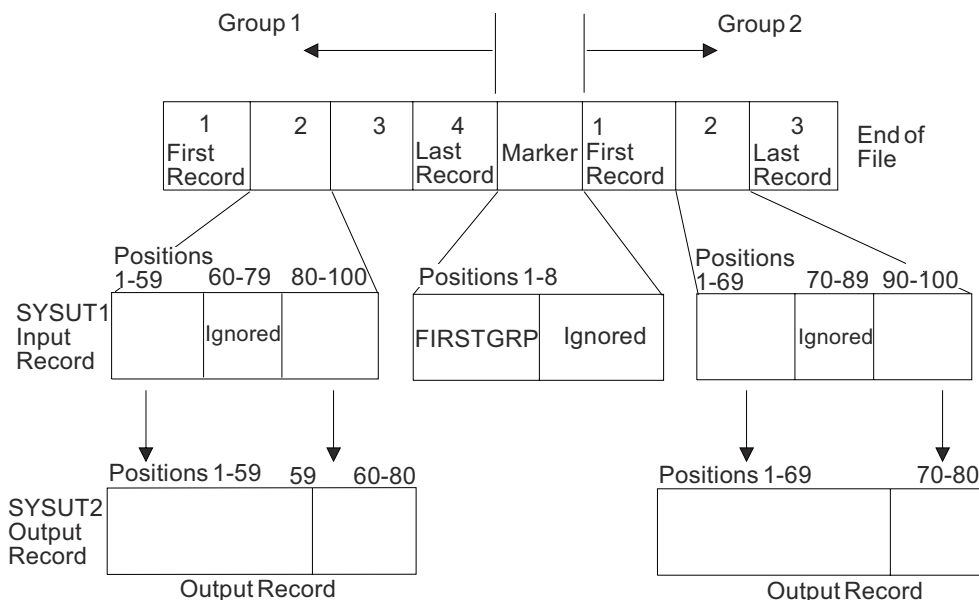 Group 1
Group 2
1 2 3 4 1 2 3
First Record
Last Record
Marker
First Record
Last Record
End of
File
Positions
1-59 60-79 80-100
Positions 1-8
Positions
1-69 70-89 90-100
SYSUT1
Input
Record
Ignored
FIRSTGRP Ignored
Ignored
Positions 1-59 59 60-80
Positions 1-69 70-80
SYSUT2
Output
Record
Output Record
Output Record